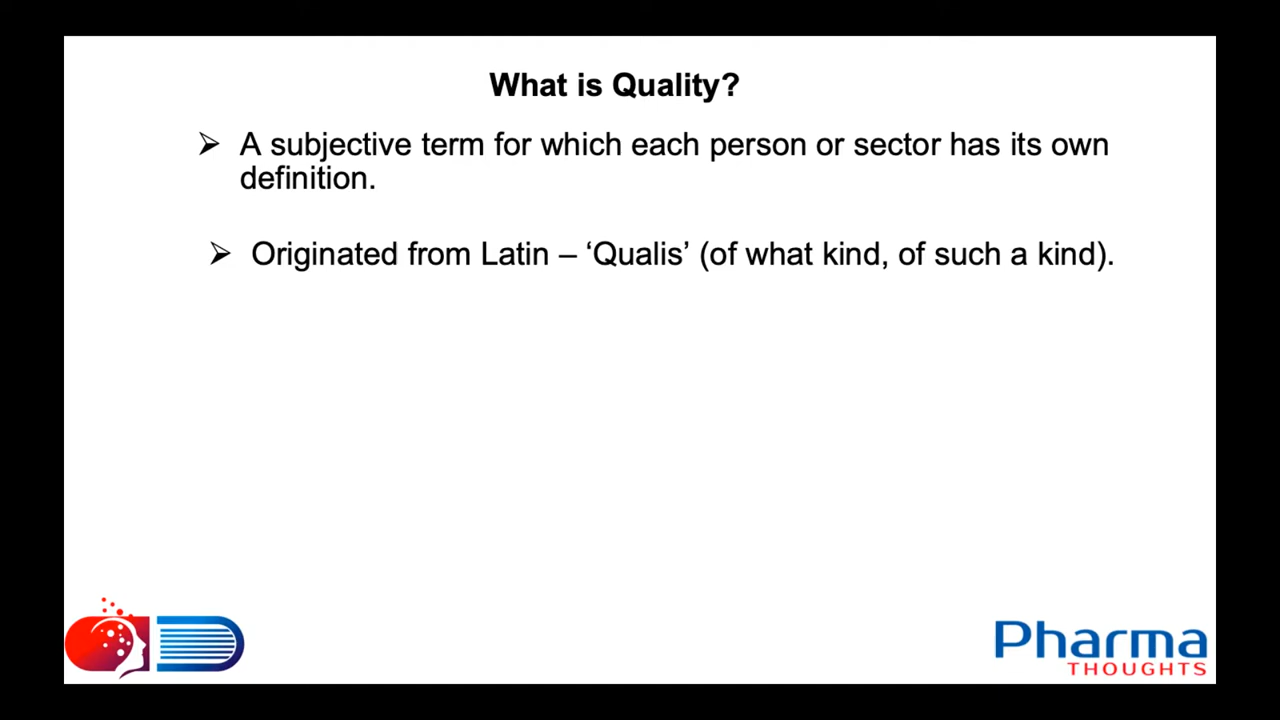 What is Quality?
➢ A subjective term for which each person or sector has its own
definition.
➢ Originated from Latin – ‘Qualis’ (of what kind, of such a kind).
Pharma
THOUGHTS